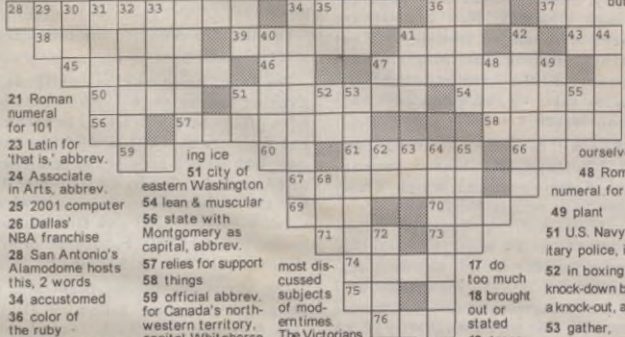 28 29 30 31 32 33 34 35 36 37
38 39 40 41 42 43 44
45 46 47 48 49
50 51 52 53 54 55
56 57 58
59 60 61 62 63 64 65 66
67 68
69 70
71 72 73
74
75
76
21 Roman
numeral
for 101
23 Latin for
'that is,' abbrev.
24 Associate
in Arts, abbrev.
25 2001 computer
26 Dallas'
NBA franchise
28 San Antonio's
Alamodome hosts
this, 2 words
34 accustomed
36 color of
the ruby
ing ice
51 city of
eastern Washington
54 lean & muscular
56 state with
Montgomery as
capital, abbrev.
57 relies for support
58 things
59 official abbrev.
for Canada's north-
western territory,
capital Whitehorse
most dis-
cussed
subjects
of mod-
ern times.
The Victorians
17 do
too much
18 brought
out or
stated
ourselv
48 Rom
numeral for
49 plant
51 U.S. Navy
itary police, i
52 in boxing
knock-down b
a knock-out, a
53 gather,